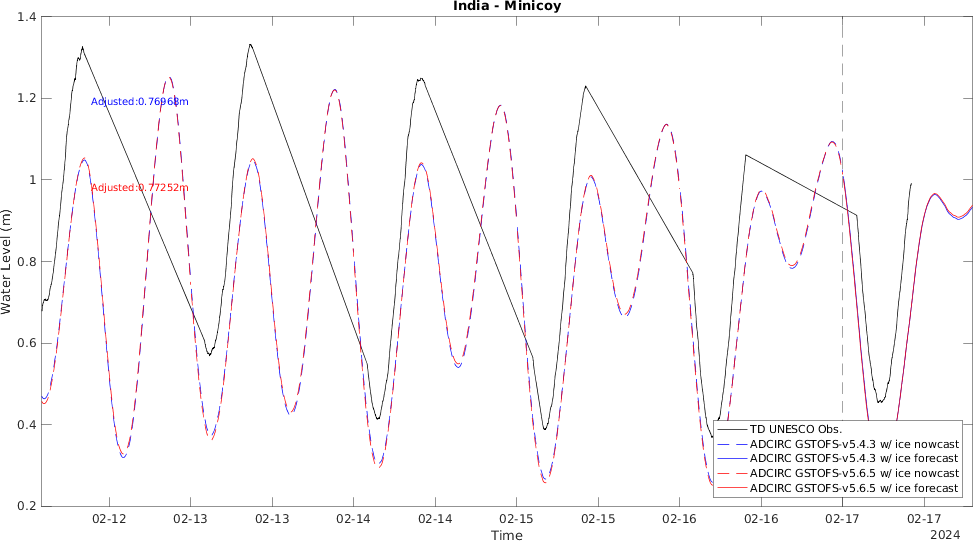 India - Minicoy
1.4
1.2
1
0.8
0.6
0.4
0.2
Water Level (m)
Adjusted:0.76968m
Adjusted:0.77252m
TD UNESCO Obs.
ADCIRC GSTOFS-v5.4.3 w/ ice nowcast
ADCIRC GSTOFS-v5.4.3 w/ ice forecast
ADCIRC GSTOFS-v5.6.5 w/ ice nowcast
ADCIRC GSTOFS-v5.6.5 w/ ice forecast
02-12 02-13 02-13 02-14 02-14 02-15 02-15 02-16 02-16 02-17 02-17
2024
Time